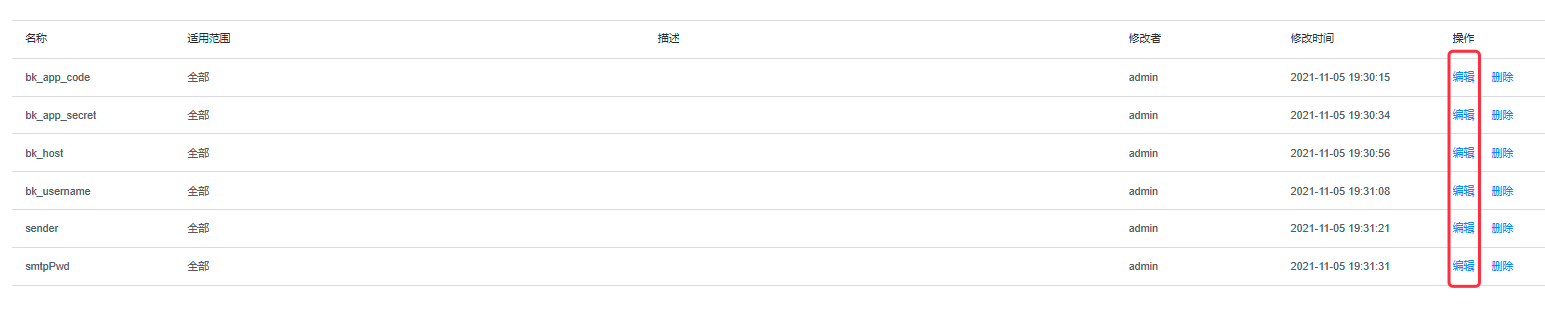 名称 适用范围 描述 修改者 修改时间 操作
bk_app_code 全部 admin 2021-11-05 19:30:15 编辑 删除
bk_app_secret 全部 admin 2021-11-05 19:30:34 编辑 删除
bk_host 全部 admin 2021-11-05 19:30:56 编辑 删除
bk_username 全部 admin 2021-11-05 19:31:08 编辑 删除
sender 全部 admin 2021-11-05 19:31:21 编辑 删除
smtpPwd 全部 admin 2021-11-05 19:31:31 编辑 删除